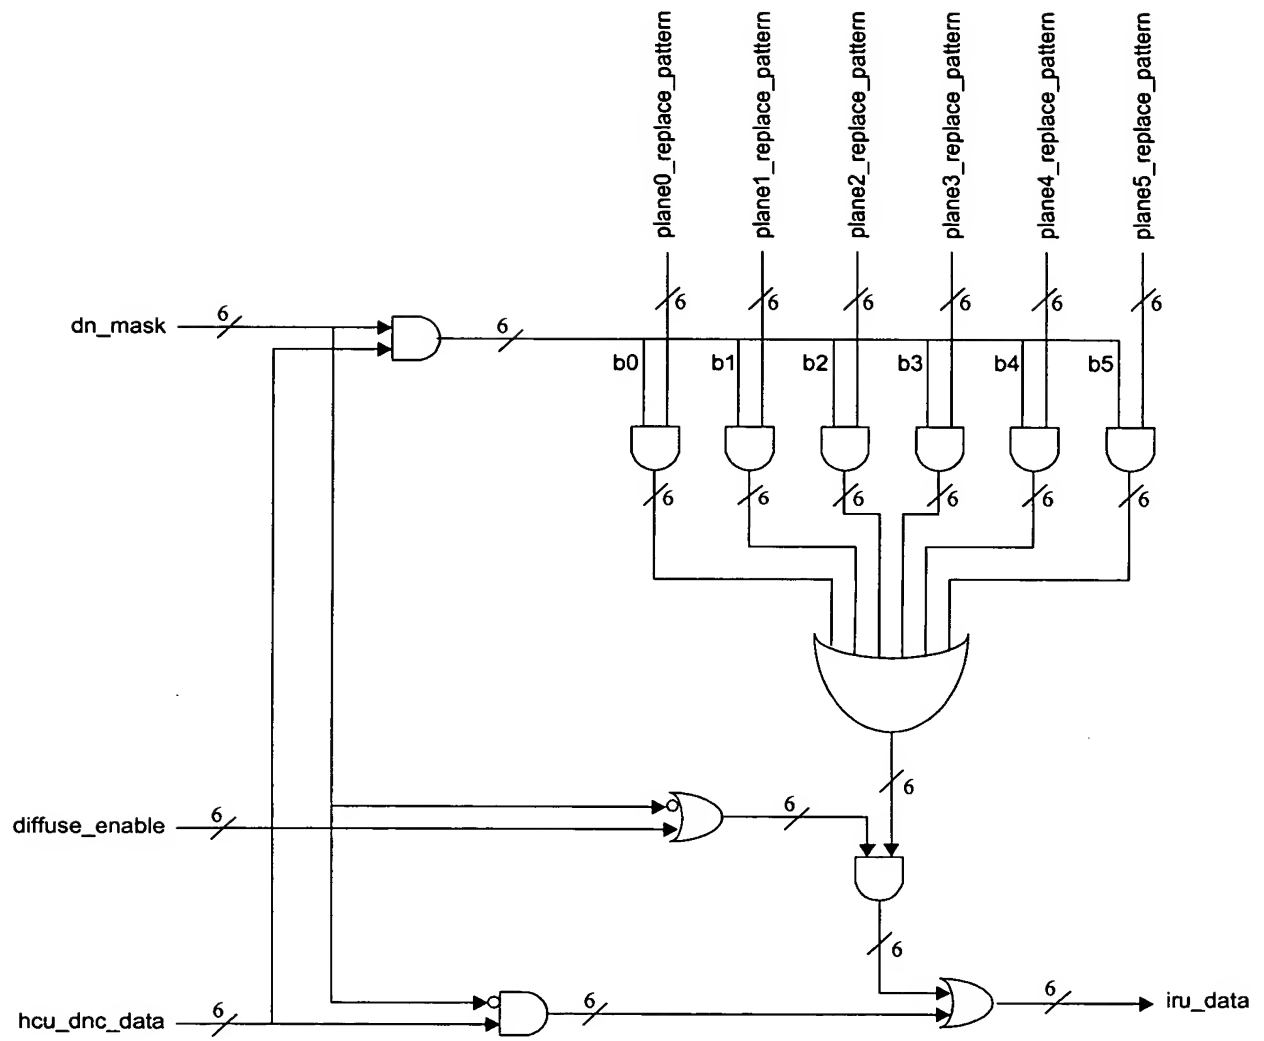 plane0_replace_pattern
plane1_replace_pattern
plane2_replace_pattern
plane3_replace_pattern
plane4_replace_pattern
plane5_replace_pattern
6 6 6 6 6 6
dn_mask 6 6
b0 b1 b2 b3 b4 b5
6 6 6 6 6 6
6
diffuse_enable 6 6
6
hcu_dnc_data 6 6 6 iru_data